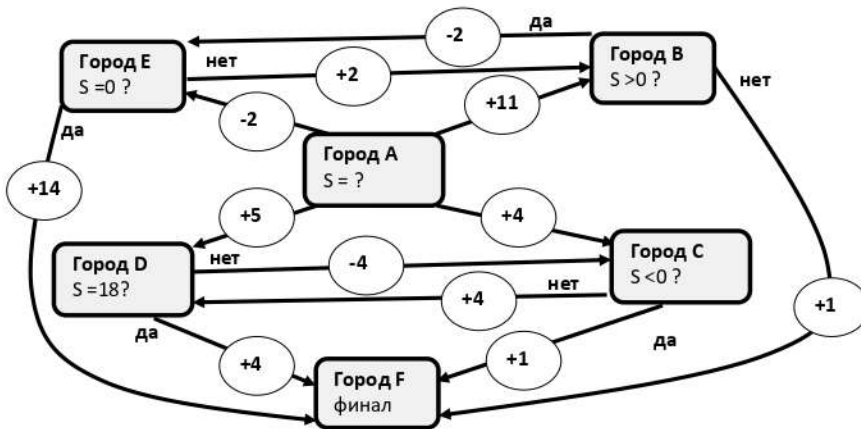 -2
да
Город E
S =0 ?
нет
+2
Город B
S >0 ?
нет
-2
+11
да
Город A
S = ?
+14
+5
+4
Город D
S =18?
нет
-4
Город C
S <0 ?
+4
нет
+1
да
+4
+1
да
Город F
финал